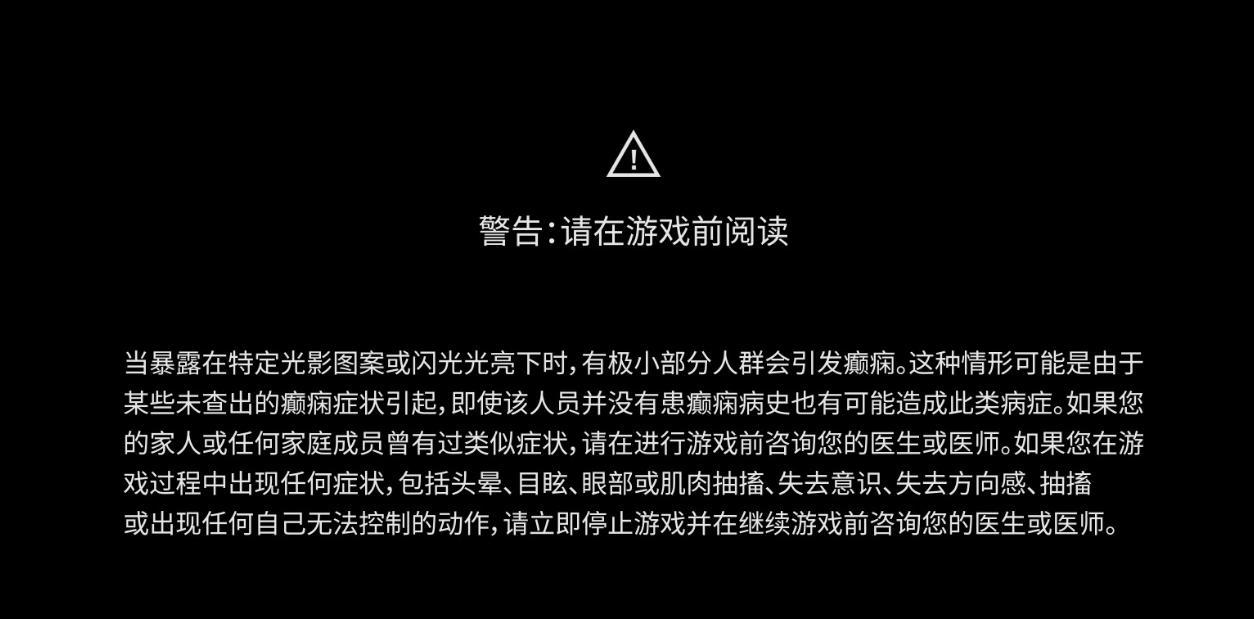 警告：请在游戏前阅读
当暴露在特定光影图案或闪光光亮下时，有极小部分人群会引发癫痫。这种情形可能是由于
某些未查出的癫痫症状引起，即使该人员并没有患癫痫病史也有可能造成此类病症。如果您
的家人或任何家庭成员曾有过类似症状，请在进行游戏前咨询您的医生或医师。如果您在游
戏过程中出现任何症状，包括头晕、目眩、眼部或肌肉抽搐、失去意识、失去方向感、抽搐
或出现任何自己无法控制的动作，请立即停止游戏并在继续游戏前咨询您的医生或医师。